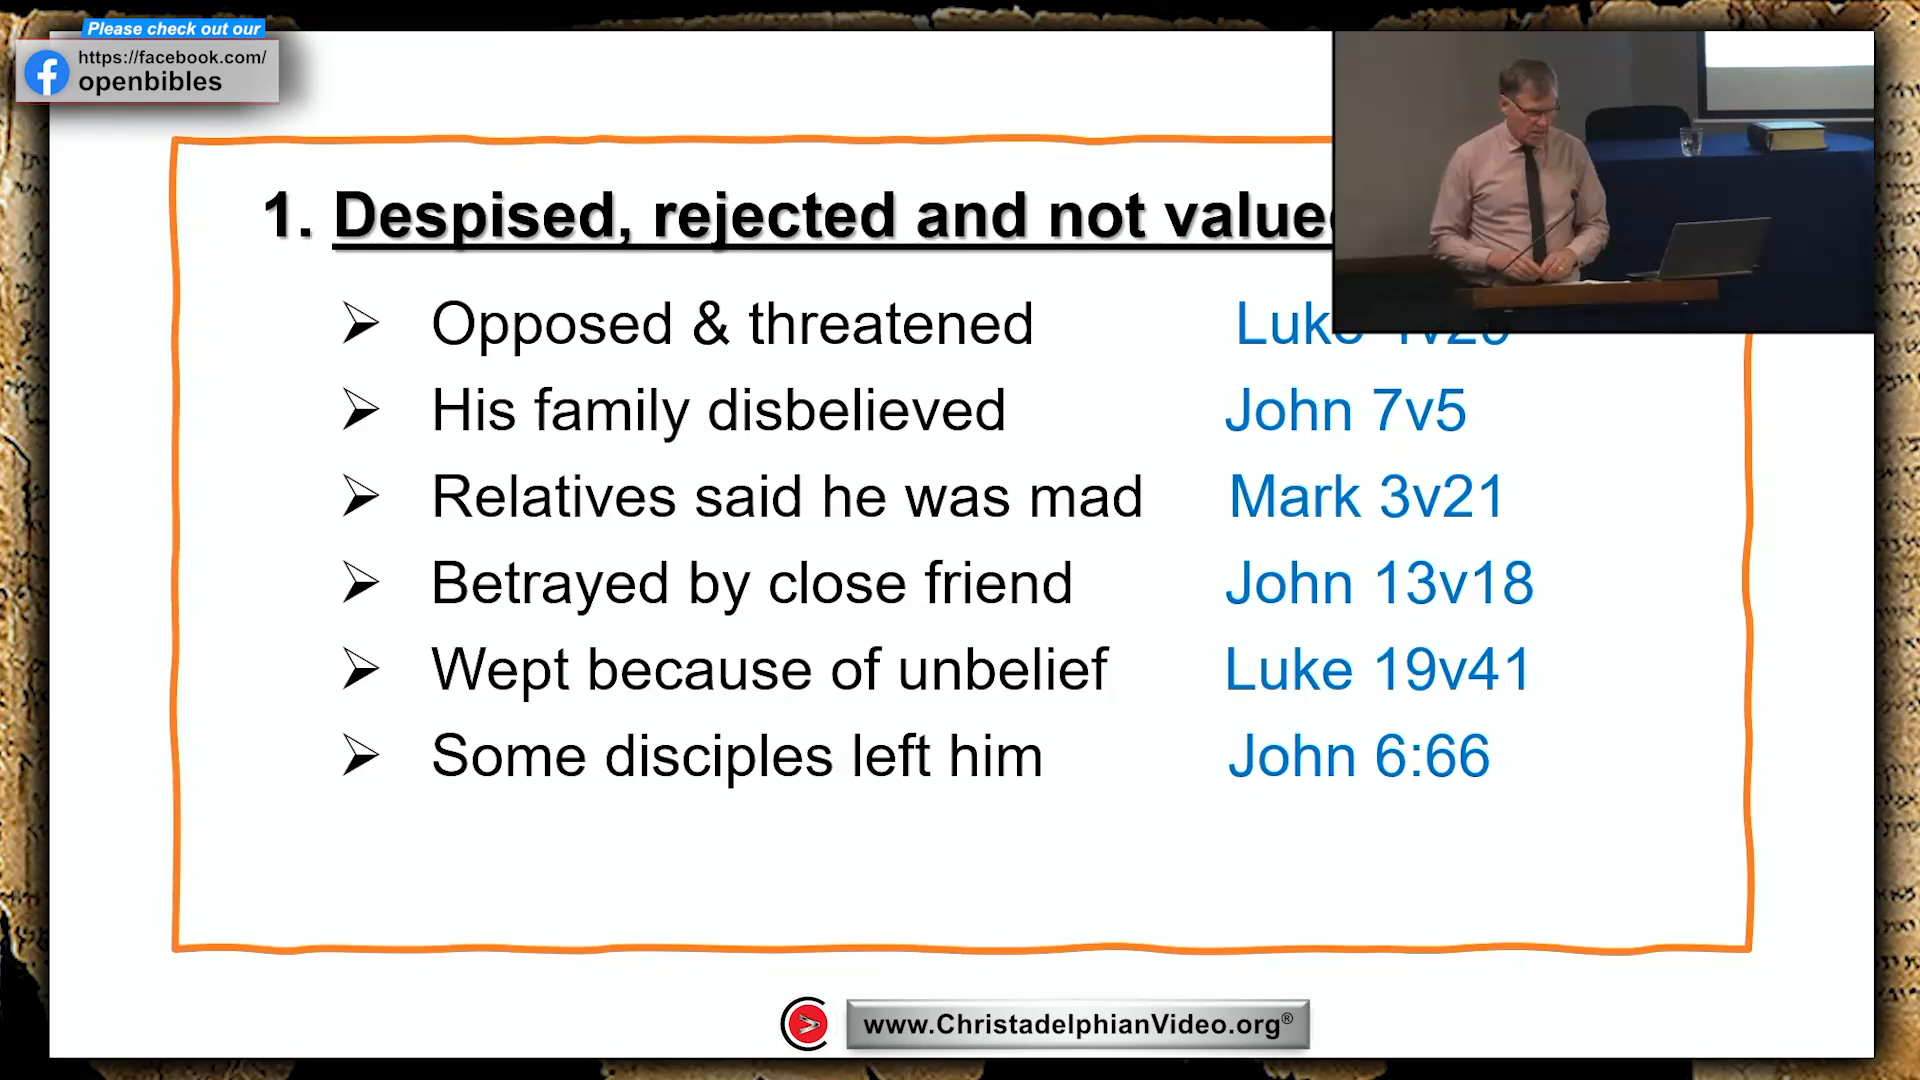 Please check out our
https://facebook.com/
openbibles
1. Despised, rejected and not value
➢ Opposed & threatened Luke
➢ His family disbelieved John 7v5
➢ Relatives said he was mad Mark 3v21
➢ Betrayed by close friend John 13v18
➢ Wept because of unbelief Luke 19v41
➢ Some disciples left him John 6:66
www.ChristadelphianVideo.org®